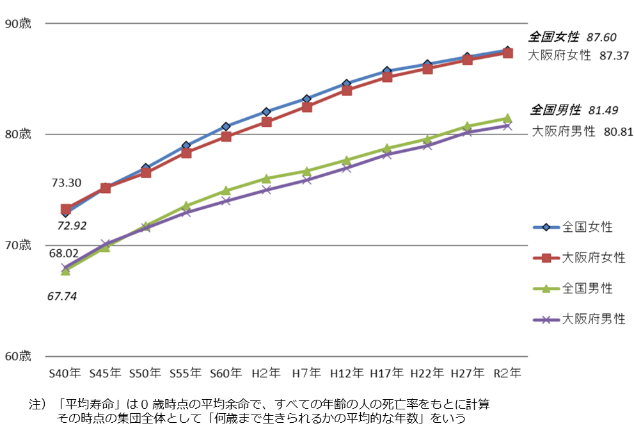 90歳
全国女性 87.60
大阪府女性 87.37
全国男性 81.49
大阪府男性 80.81
80歳
73.30
72.92
70歳
68.02
67.74
全国女性
大阪府女性
全国男性
大阪府男性
60歳
S40年 S45年 S50年 S55年 S60年 H2年 H7年 H12年 H17年 H22年 H27年 R2年
注）「平均寿命」は０歳時点の平均余命で、すべての年齢の人の死亡率をもとに計算
その時点の集団全体として「何歳まで生きられるかの平均的な年数」をいう